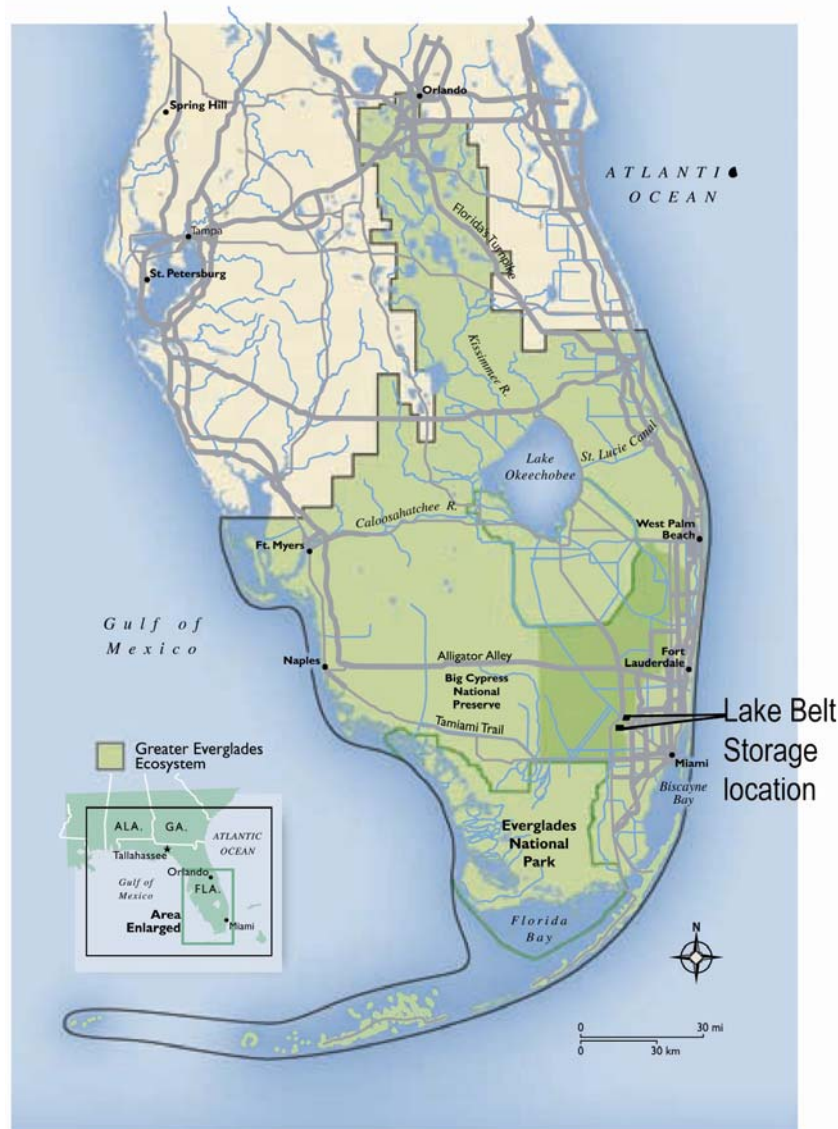 Orlando
Spring Hill
ATLANTI
OCEAN
Florida's Turnpike
Tampa
St. Petersburg
Kissimmer R.
Lake
Okeechobee
St. Lucie Canal
Caloosahatchee R.
West Palm
Beach
Ft. Myers
Gulf of
Mexico
Naples
Alligator Alley
Fort
Lauderdale
Big Cypress
National
Preserve
Tamiami Trail
Lake Belt
Storage
location
Miami
Biscayne
Bay
Greater Everglades
Ecosystem
Everglades
National
Park
ALA.
GA.
ATLANTIC
OCEAN
Tallahassee
Orlando
Gulf of
Mexico
FLA.
Area
Enlarged
Miami
Florida
Bay
N
0 30 mi
0 30 km